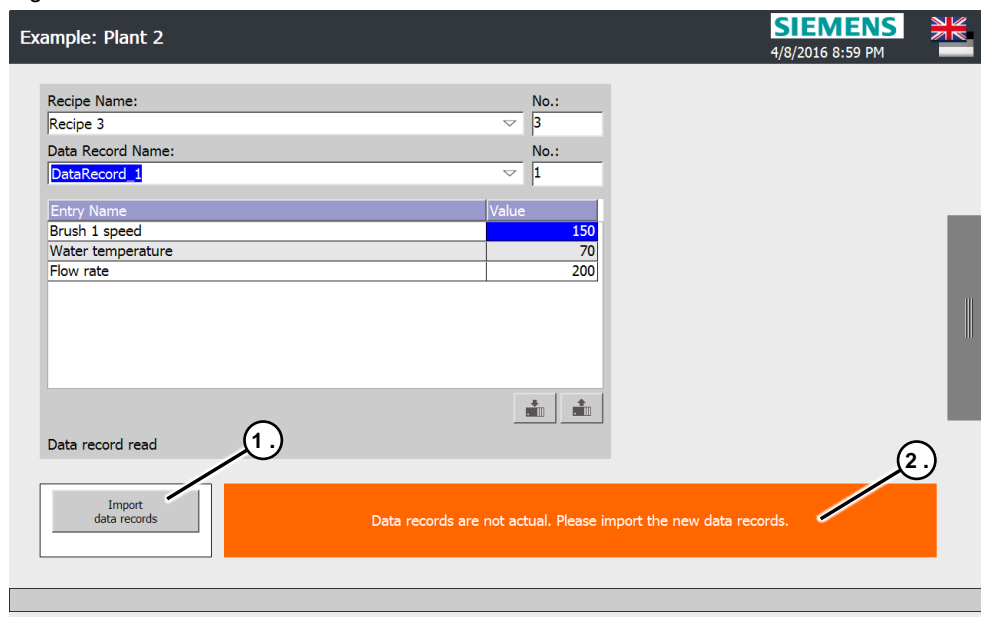 Example: Plant 2
SIEMENS
4/8/2016 8:59 PM
Recipe Name: No.:
Recipe 3 3
Data Record Name: No.:
DataRecord_1 1
Entry Name Value
Brush 1 speed 150
Water temperature 70
Flow rate 200
Data record read
1 .
2 .
Import
data records
Data records are not actual. Please import the new data records.